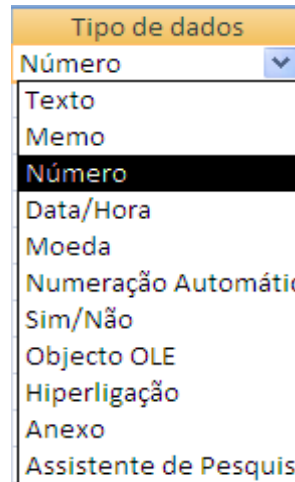 Tipo de dados
Número
Texto
Memo
Número
Data/Hora
Moeda
Numeração Automátic
Sim/Não
Objecto OLE
Hiperligação
Anexo
Assistente de Pesquis